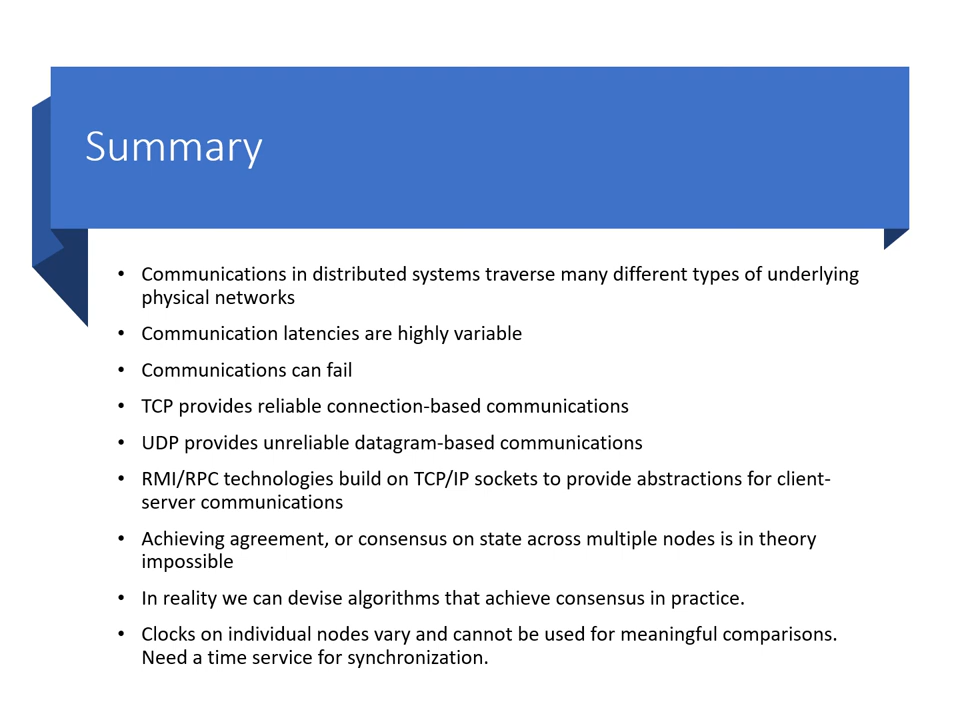 Summary
• Communications in distributed systems traverse many different types of underlying
physical networks
• Communication latencies are highly variable
• Communications can fail
• TCP provides reliable connection-based communications
• UDP provides unreliable datagram-based communications
• RMI/RPC technologies build on TCP/IP sockets to provide abstractions for client-
server communications
• Achieving agreement, or consensus on state across multiple nodes is in theory
impossible
• In reality we can devise algorithms that achieve consensus in practice.
• Clocks on individual nodes vary and cannot be used for meaningful comparisons.
Need a time service for synchronization.